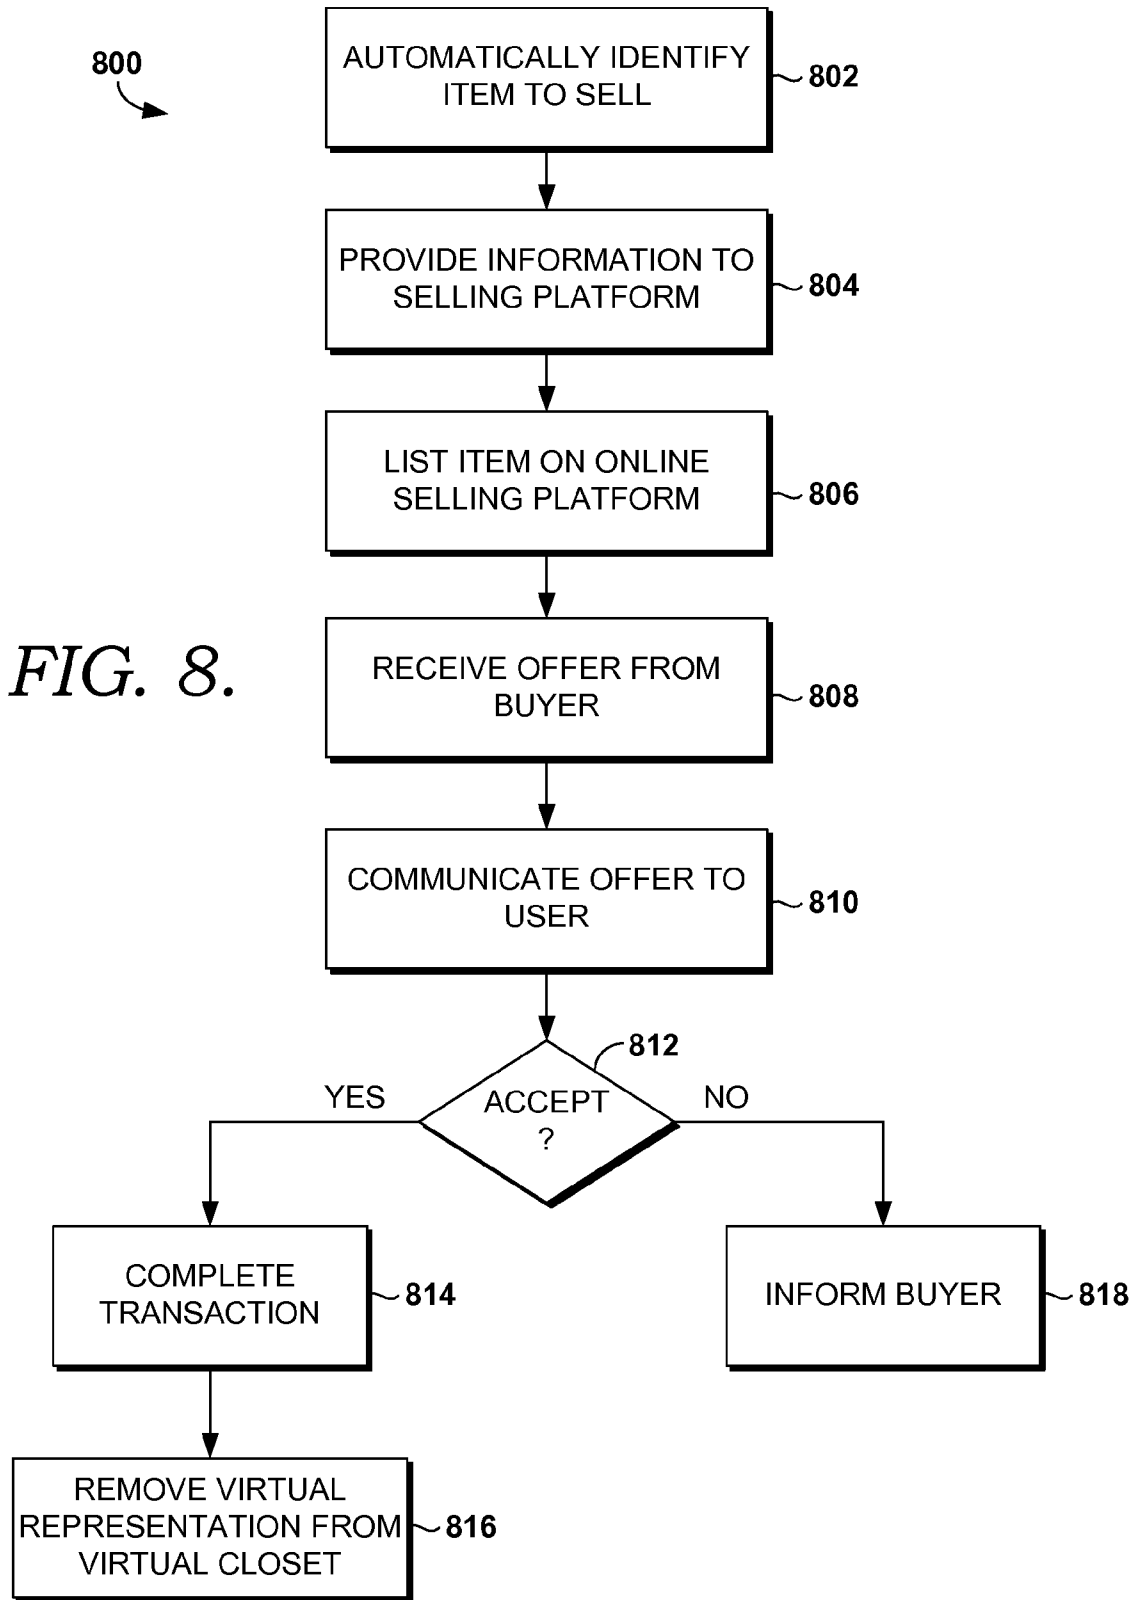 800
AUTOMATICALLY IDENTIFY
ITEM TO SELL
802
PROVIDE INFORMATION TO
SELLING PLATFORM
804
LIST ITEM ON ONLINE
SELLING PLATFORM
806
FIG. 8.
RECEIVE OFFER FROM
BUYER
808
COMMUNICATE OFFER TO
USER
810
812
YES
ACCEPT
?
NO
COMPLETE
TRANSACTION
814
INFORM BUYER
818
REMOVE VIRTUAL
REPRESENTATION FROM
VIRTUAL CLOSET
816